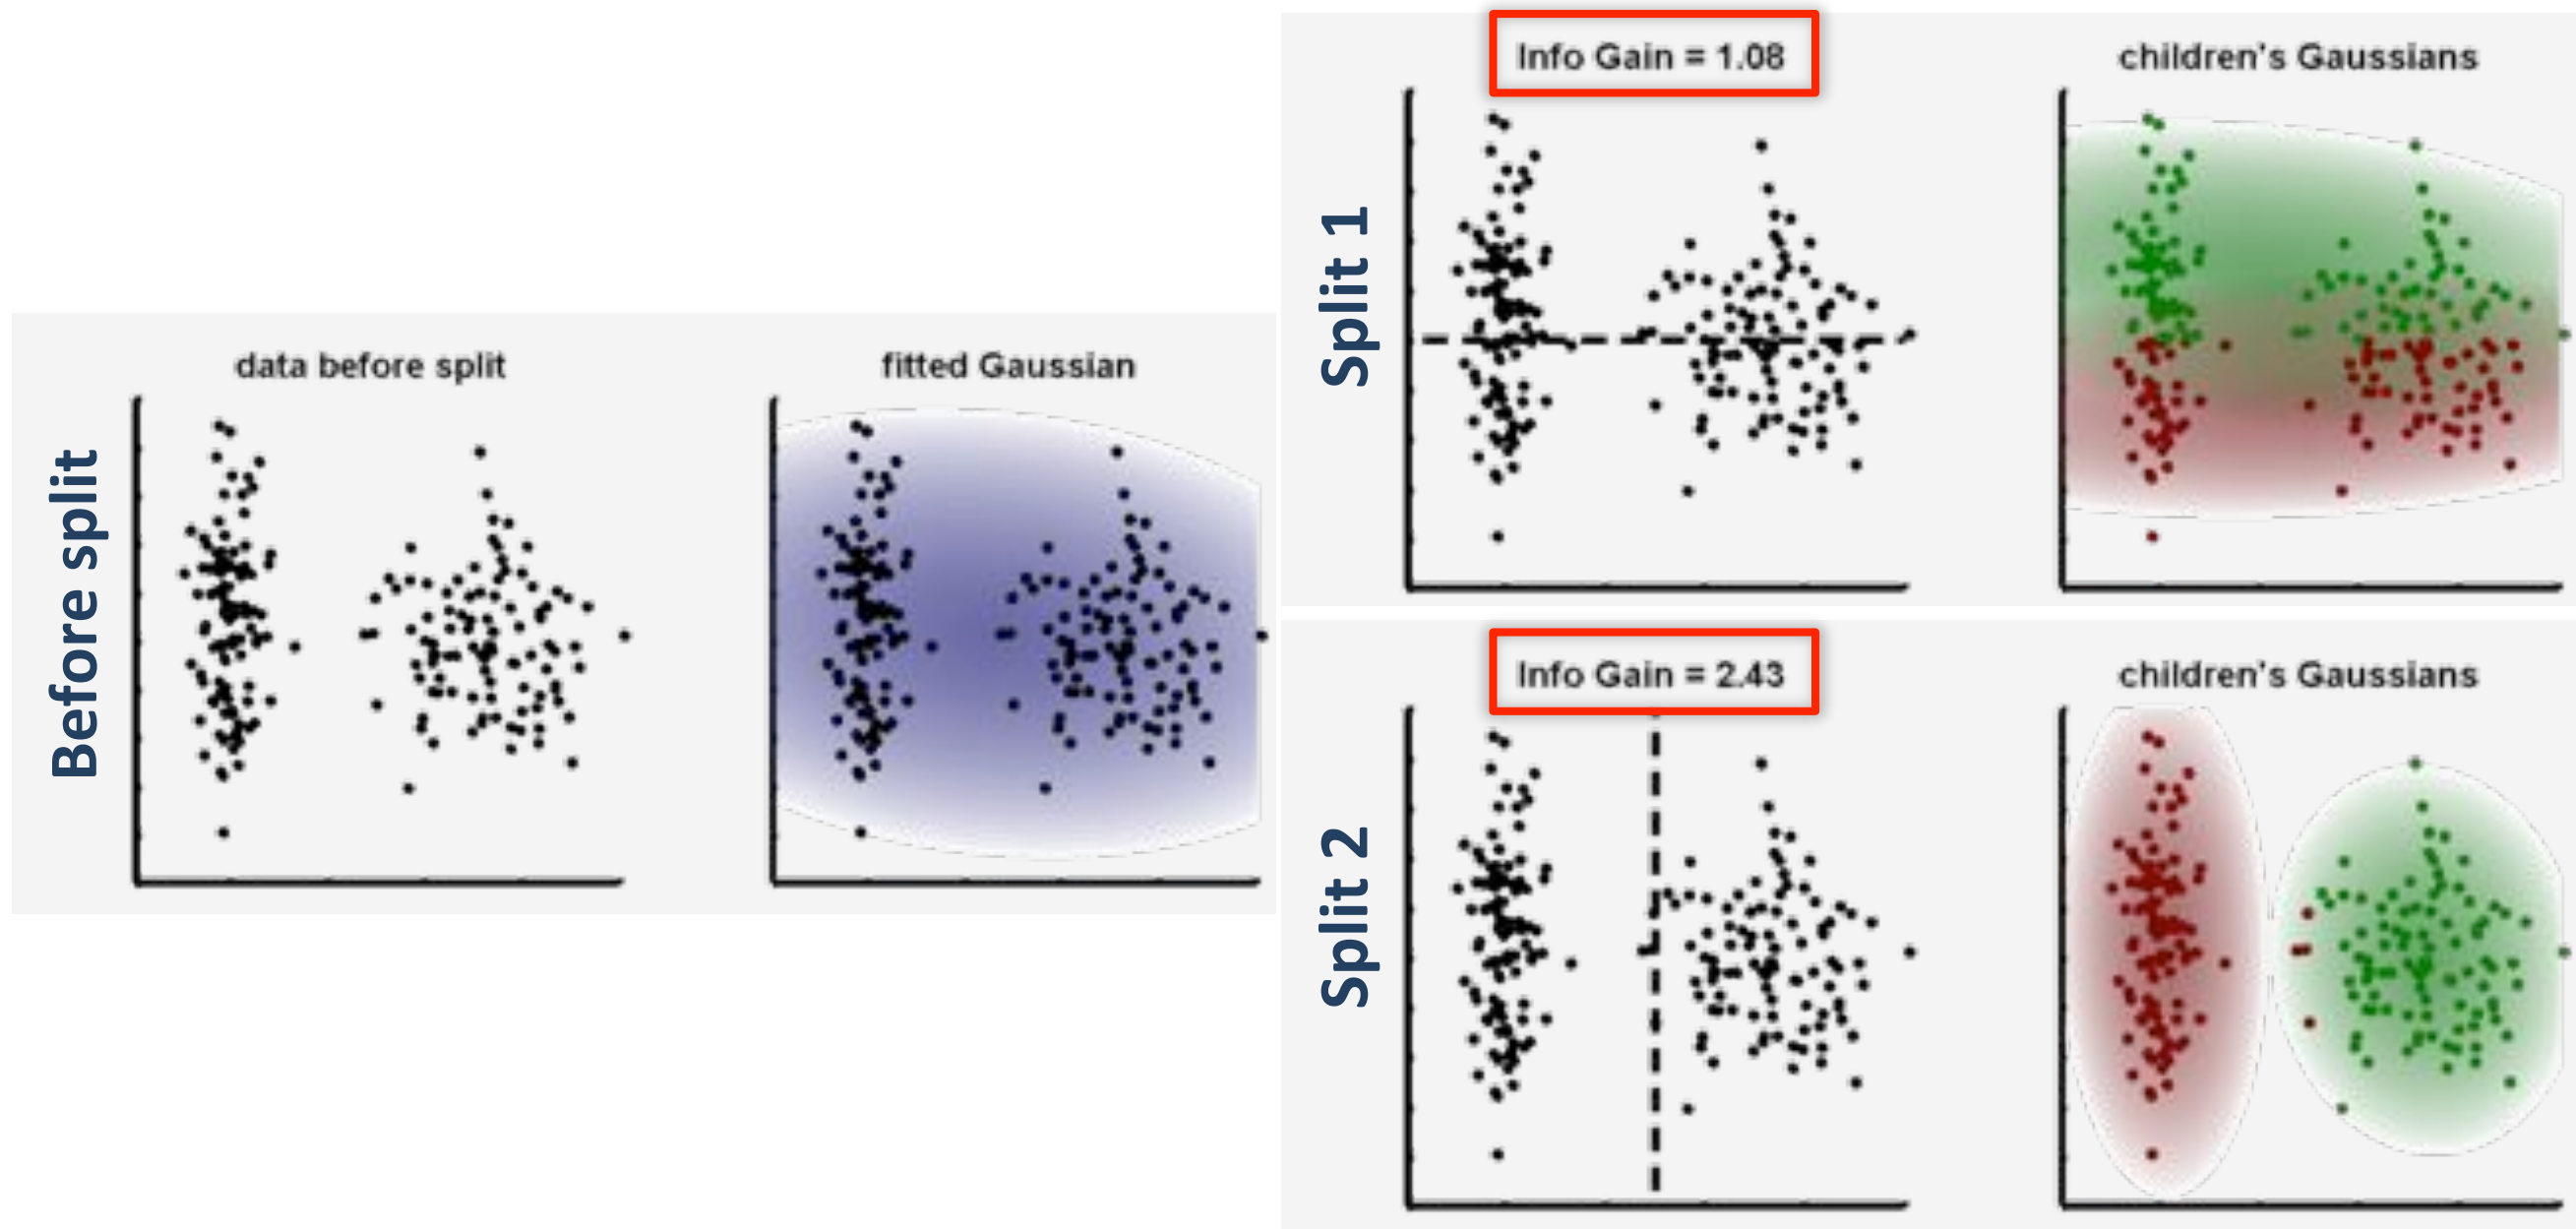 Before split
data before split
fitted Gaussian
Split 1
Info Gain = 1.08
children's Gaussians
Split 2
Info Gain = 2.43
children's Gaussians